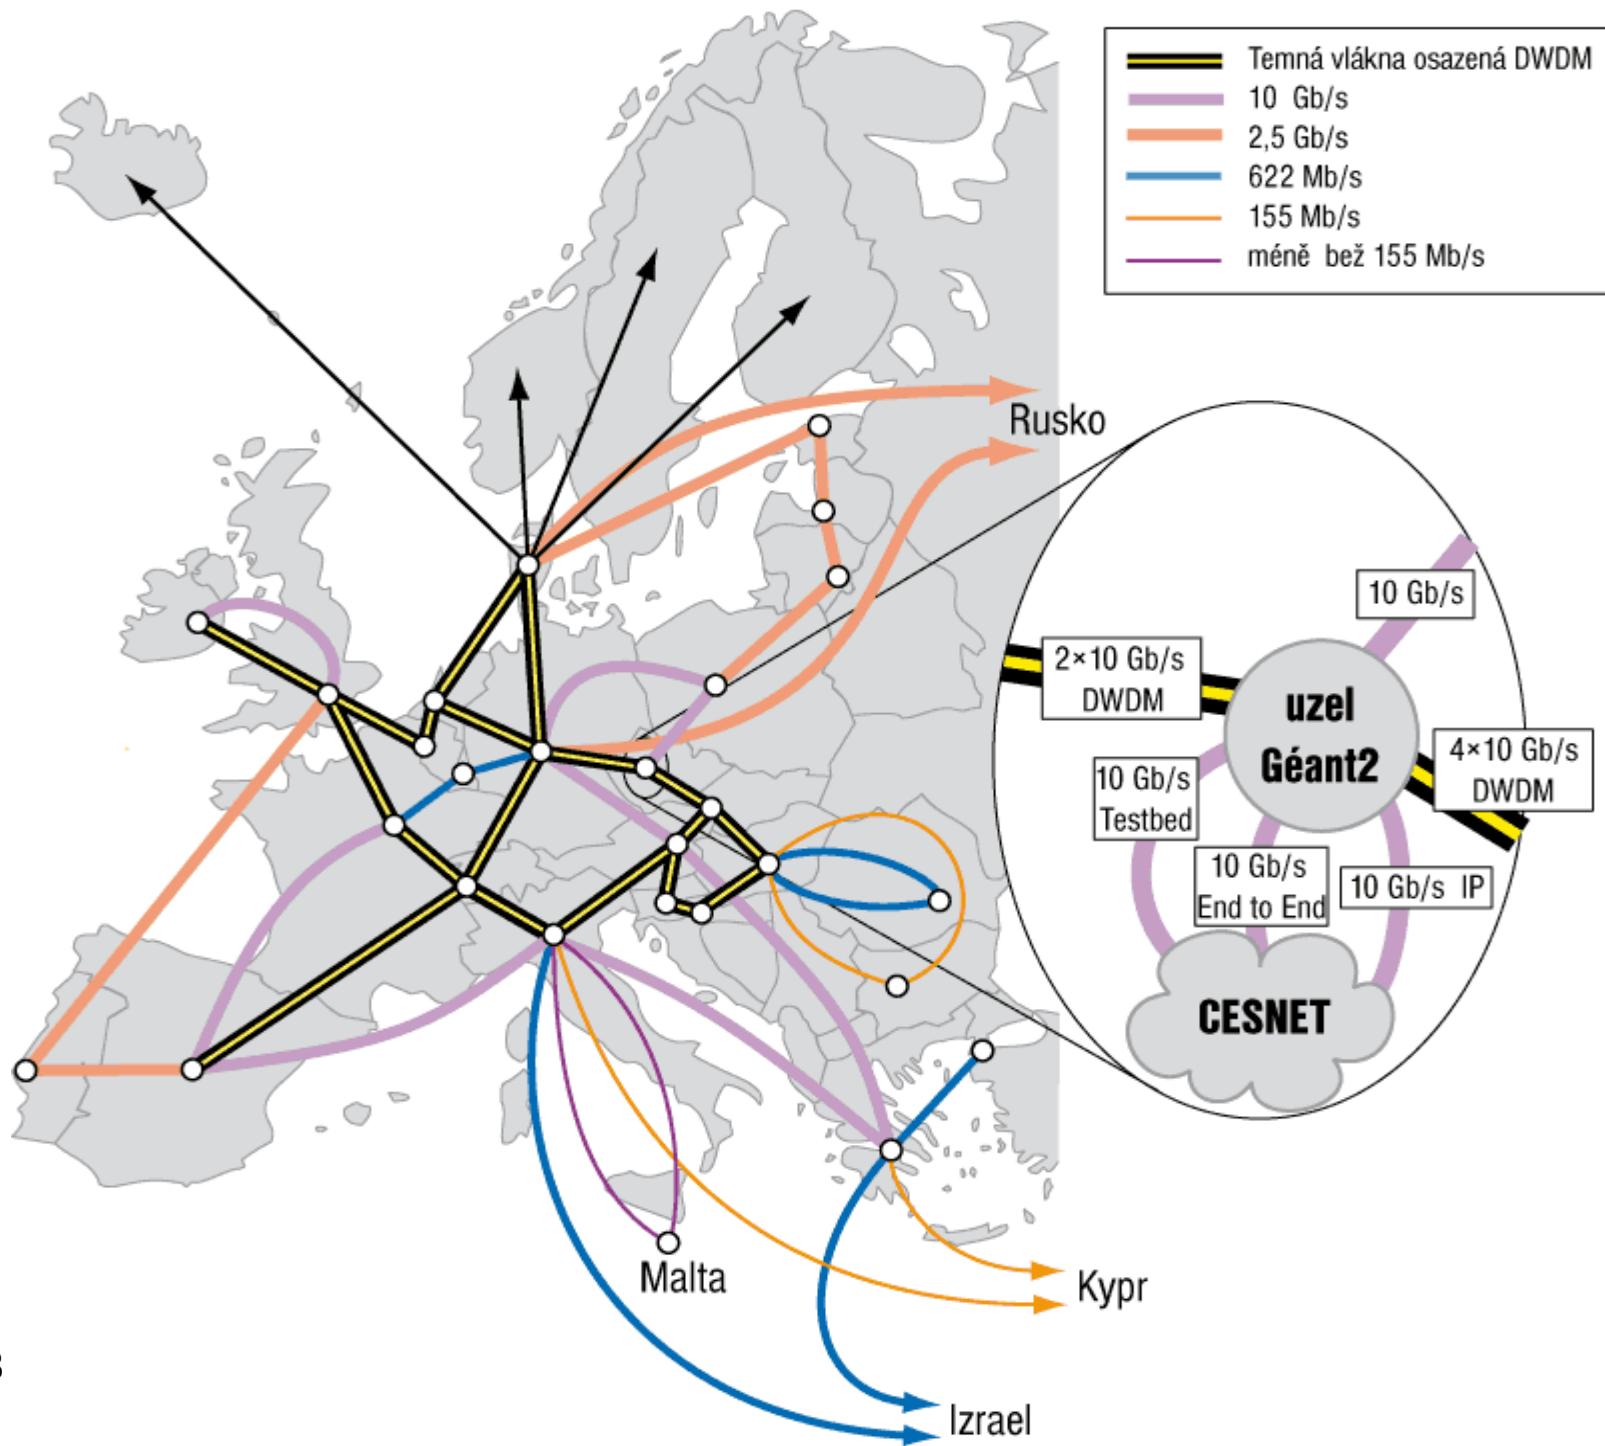 Temná vlákna osazená DWDM
10 Gb/s
2,5 Gb/s
622 Mb/s
155 Mb/s
méně bež 155 Mb/s
Rusko
10 Gb/s
2×10 Gb/s
DWDM
uzel
Géant2
4×10 Gb/s
DWDM
10 Gb/s
Testbed
10 Gb/s
End to End
10 Gb/s IP
CESNET
Malta
Kypr
Izrael